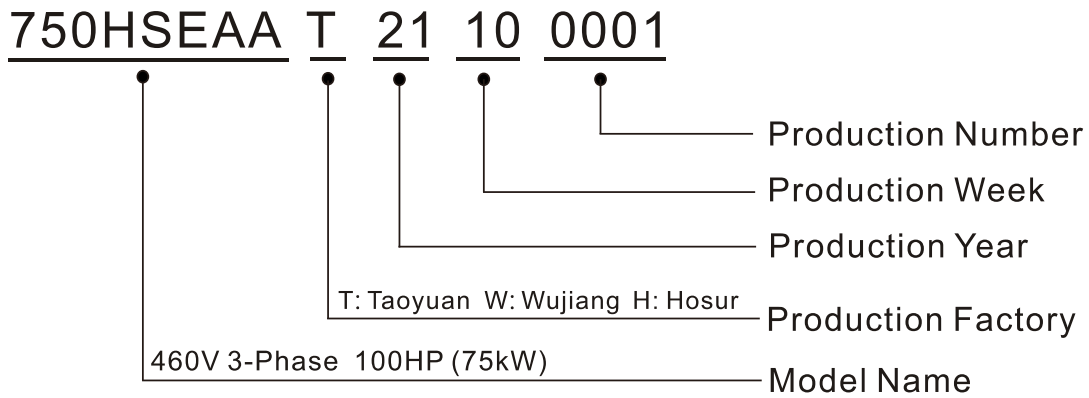 750HSEAA T 21 10 0001
Production Number
Production Week
Production Year
T: Taoyuan W: Wujiang H: Hosur
Production Factory
460V 3-Phase 100HP (75kW)
Model Name